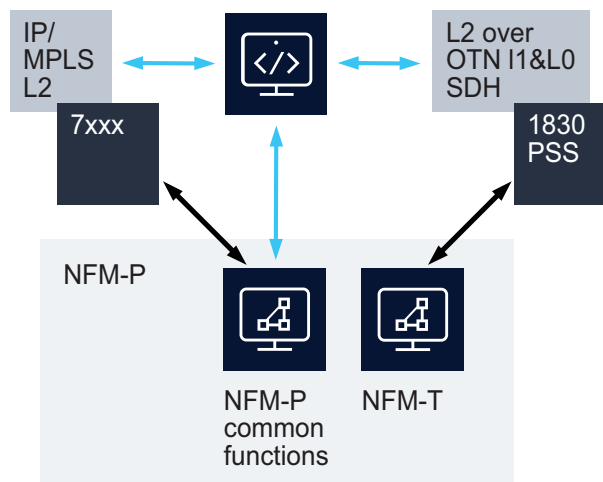 IP/
MPLS
L2
7xxx
</>
L2 over
OTN l1&L0
SDH
1830
PSS
NFM-P
NFM-P
common
functions
NFM-T